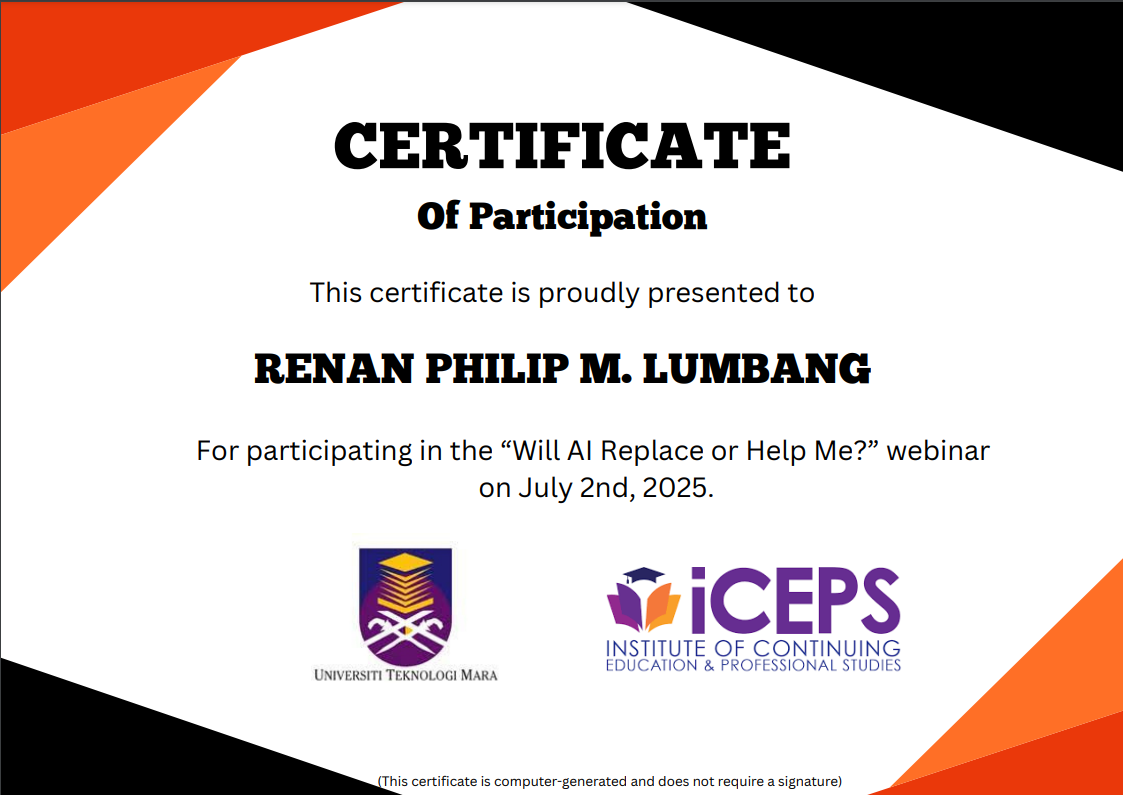 CERTIFICATE
Of Participation
This certificate is proudly presented to
RENAN PHILIP M. LUMBANG
For participating in the “Will AI Replace or Help Me?” webinar
on July 2nd, 2025.
UNIVERSITI TEKNOLOGI MARA
iCEPS
INSTITUTE OF CONTINUING
EDUCATION & PROFESSIONAL STUDIES
(This certificate is computer-generated and does not require a signature)